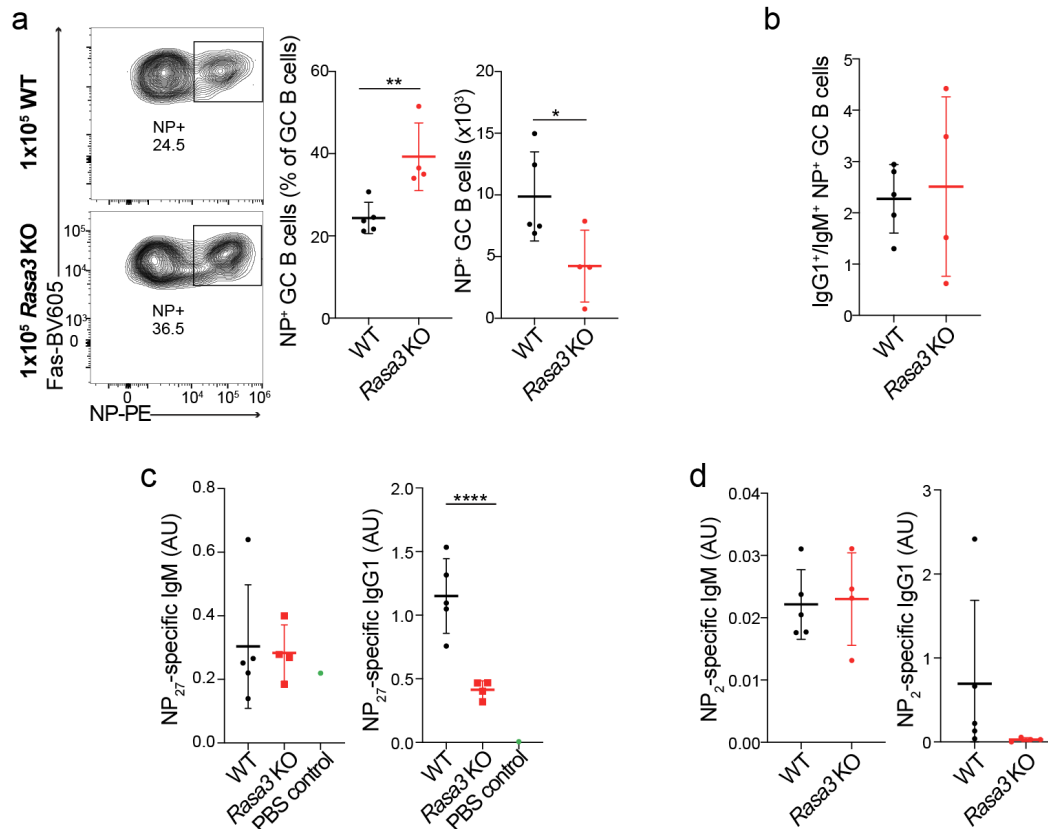 a
1x10⁵ WT
1x10⁵ Rasa3 KO
Fas-BV605
NP+
24.5
10⁵
10⁴
10³
0
NP+
36.5
0
10⁴
10⁵
10⁶
NP-PE
NP⁺ GC B cells (% of GC B cells)
60
40
20
0
**
WT
Rasa3 KO
NP⁺ GC B cells (x10³)
20
15
10
5
0
*
WT
Rasa3 KO
b
IgG1⁺/IgM⁺ NP⁺ GC B cells
5
4
3
2
1
0
WT
Rasa3 KO
c
NP₂₇-specific IgM (AU)
0.8
0.6
0.4
0.2
0.0
WT
Rasa3 KO
PBS control
NP₂₇-specific IgG1 (AU)
2.0
1.5
1.0
0.5
0.0
****
WT
Rasa3 KO
PBS control
d
NP₂-specific IgM (AU)
0.04
0.03
0.02
0.01
0.00
WT
Rasa3 KO
NP₂-specific IgG1 (AU)
3
2
1
0
WT
Rasa3 KO